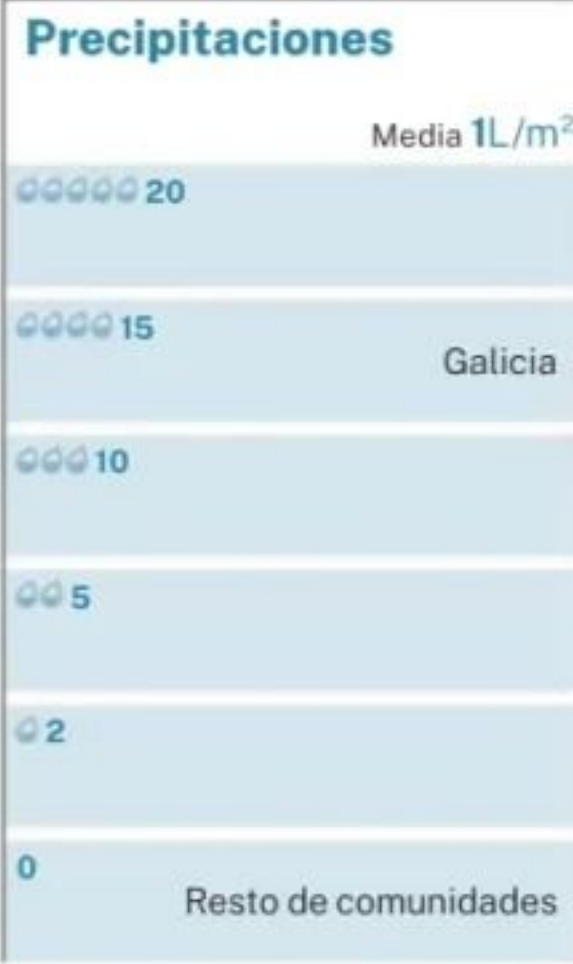 Precipitaciones
Media 1L/m²
20
15
Galicia
10
5
2
0
Resto de comunidades